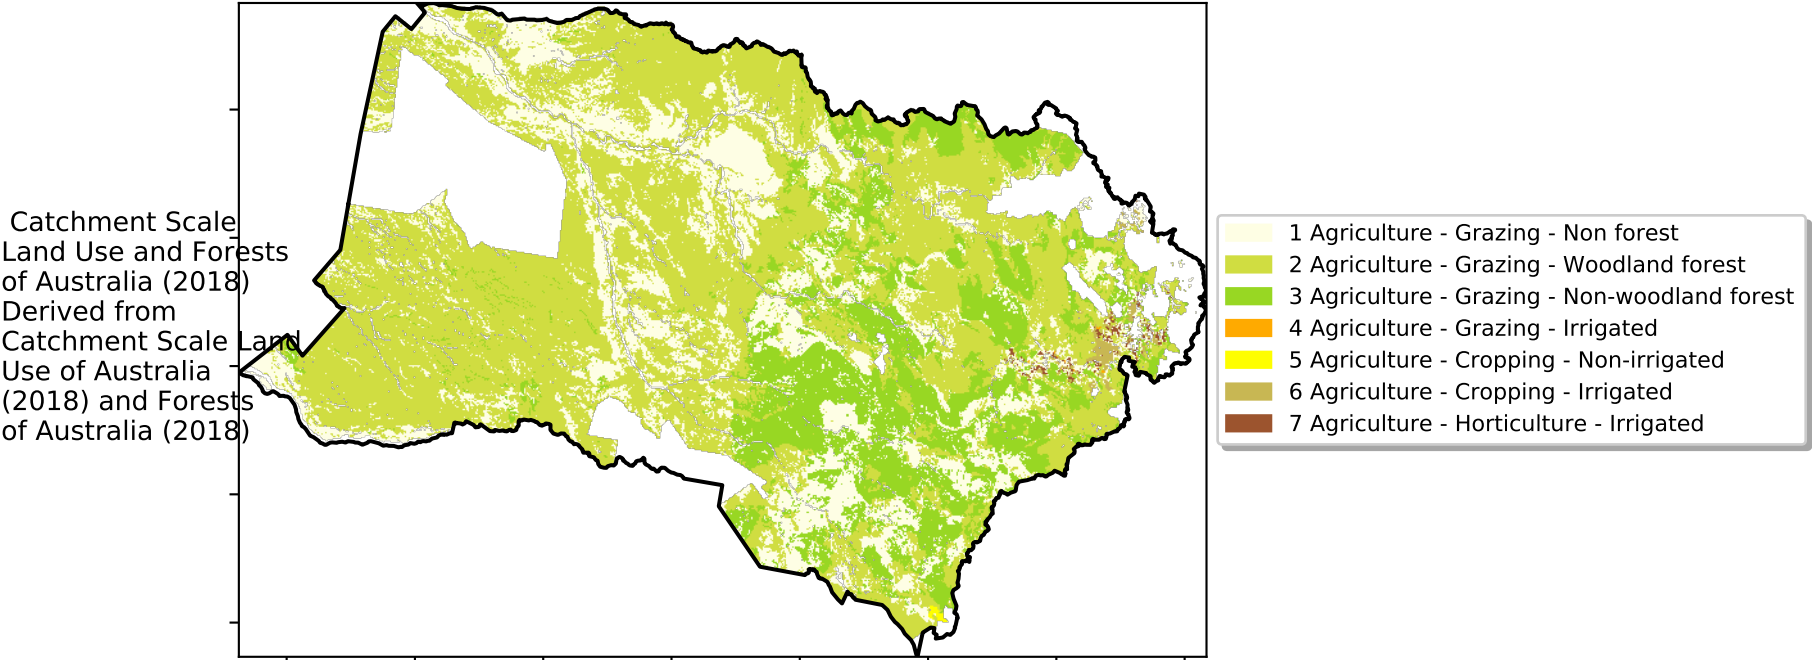 Catchment Scale
Land Use and Forests
of Australia (2018)
Derived from
Catchment Scale Land
Use of Australia
(2018) and Forests
of Australia (2018)
1 Agriculture - Grazing - Non forest
2 Agriculture - Grazing - Woodland forest
3 Agriculture - Grazing - Non-woodland forest
4 Agriculture - Grazing - Irrigated
5 Agriculture - Cropping - Non-irrigated
6 Agriculture - Cropping - Irrigated
7 Agriculture - Horticulture - Irrigated